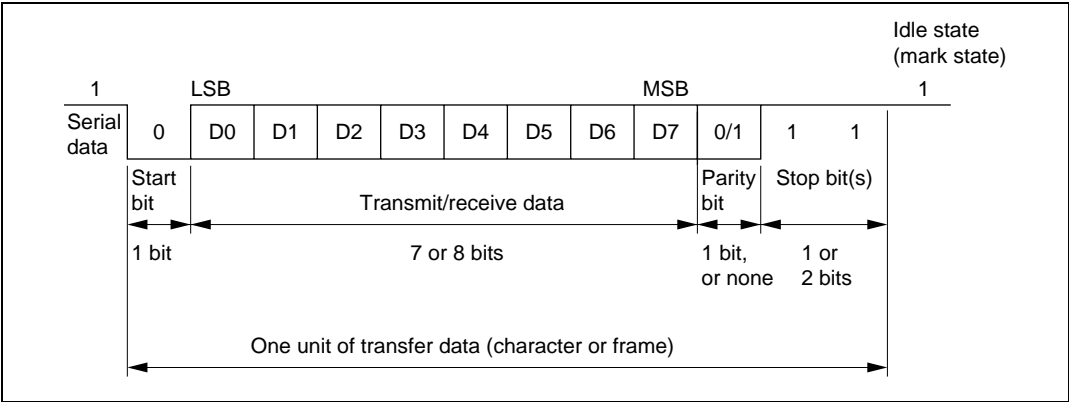 Idle state
(mark state)
1 LSB MSB 1
Serial
data
0 D0 D1 D2 D3 D4 D5 D6 D7 0/1 1 1
Start
bit
Transmit/receive data
Parity
bit
Stop bit(s)
1 bit
7 or 8 bits
1 bit,
or none
1 or
2 bits
One unit of transfer data (character or frame)